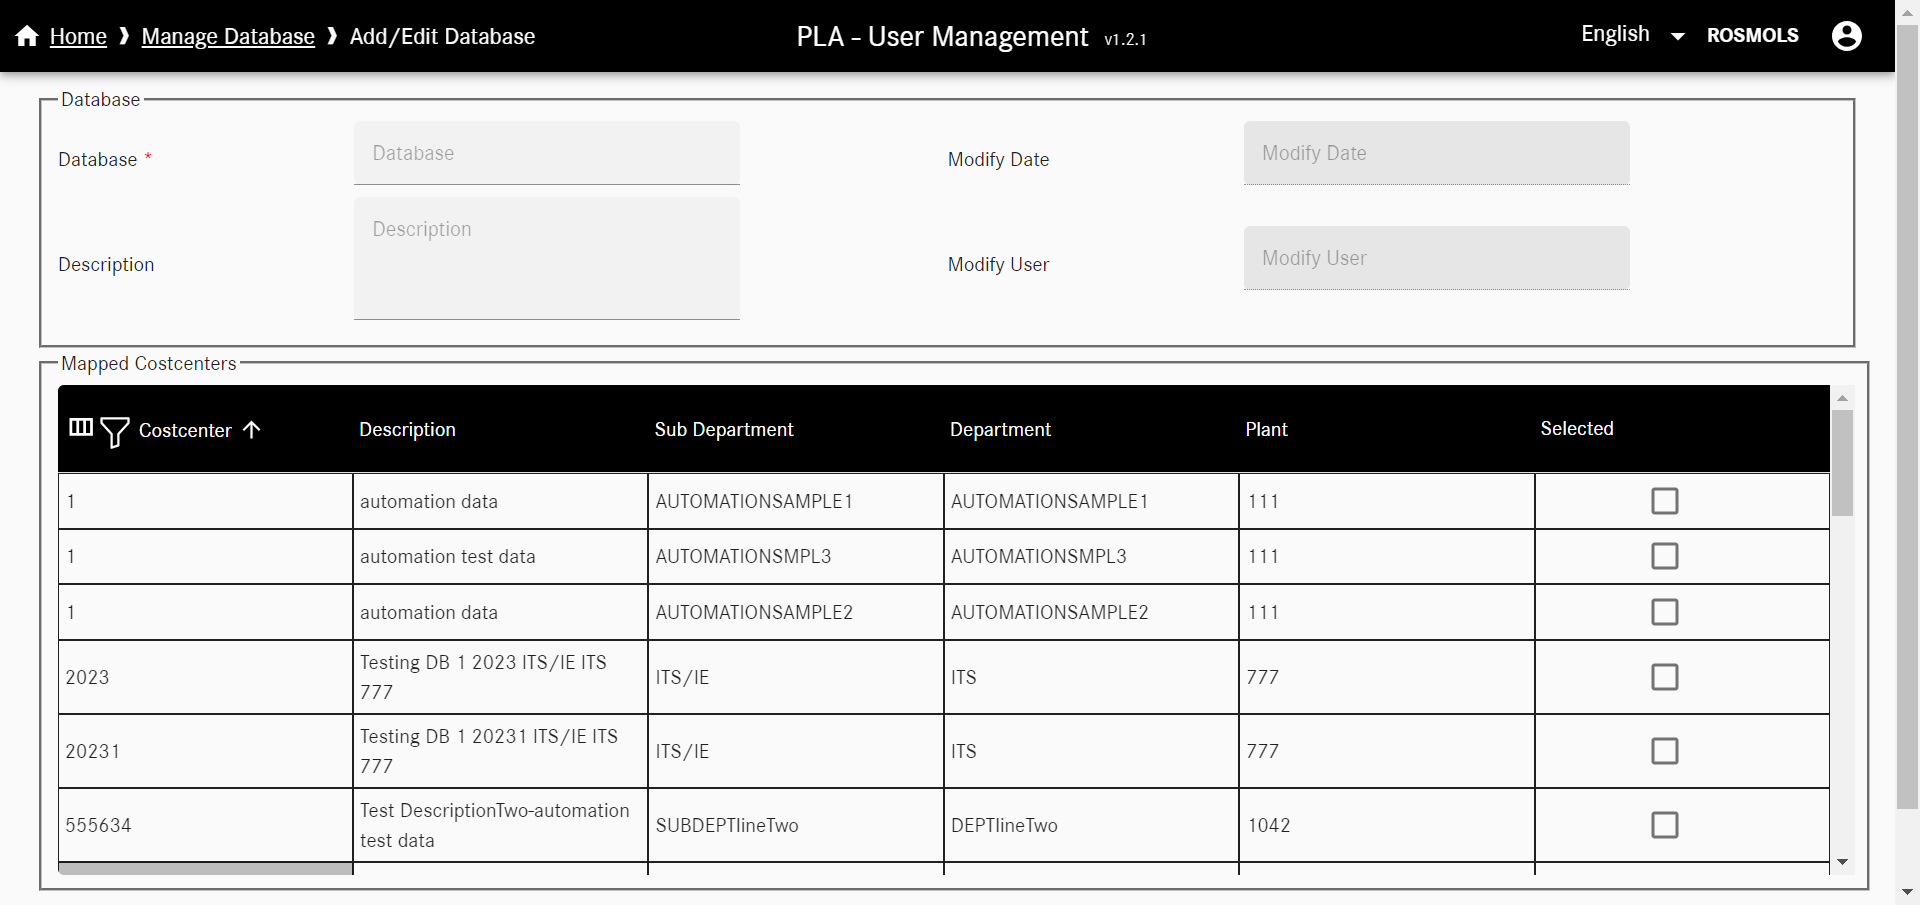 Home ❱ Manage Database ❱ Add/Edit Database
PLA - User Management v1.2.1
English
ROSMOLS
Database
Database *
Database
Modify Date
Modify Date
Description
Description
Modify User
Modify User
Mapped Costcenters
Costcenter Description Sub Department Department Plant Selected
1 automation data AUTOMATIONSAMPLE1 AUTOMATIONSAMPLE1 111
1 automation test data AUTOMATIONSMPL3 AUTOMATIONSMPL3 111
1 automation data AUTOMATIONSAMPLE2 AUTOMATIONSAMPLE2 111
2023 Testing DB 1 2023 ITS/IE ITS
777 ITS/IE ITS 777
20231 Testing DB 1 20231 ITS/IE ITS
777 ITS/IE ITS 777
555634 Test DescriptionTwo-automation
test data SUBDEPTlineTwo DEPTlineTwo 1042